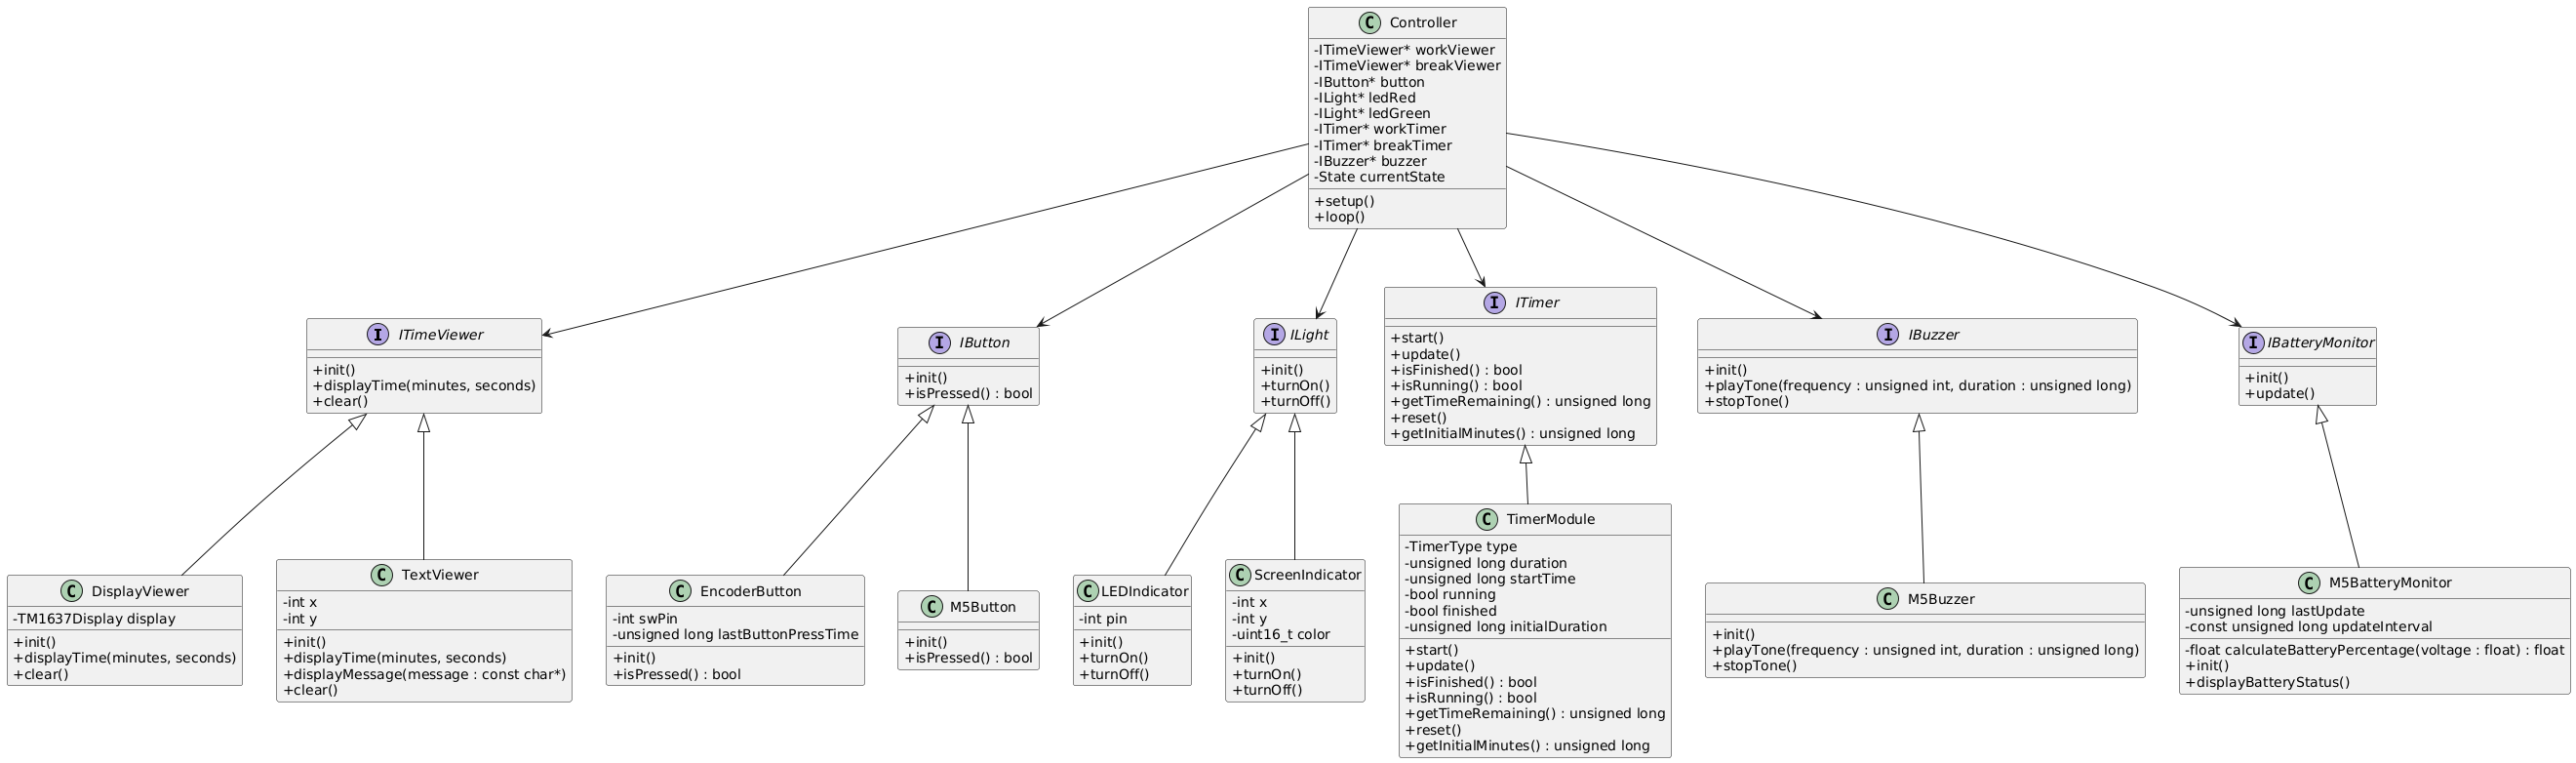 C Controller
-ITimeViewer* workViewer
-ITimeViewer* breakViewer
-IButton* button
-ILight* ledRed
-ILight* ledGreen
-ITimer* workTimer
-ITimer* breakTimer
-IBuzzer* buzzer
-State currentState
+setup()
+loop()
I ITimeViewer
+init()
+displayTime(minutes, seconds)
+clear()
I IButton
+init()
+isPressed() : bool
I ILight
+init()
+turnOn()
+turnOff()
I ITimer
+start()
+update()
+isFinished() : bool
+isRunning() : bool
+getTimeRemaining() : unsigned long
+reset()
+getInitialMinutes() : unsigned long
I IBuzzer
+init()
+playTone(frequency : unsigned int, duration : unsigned long)
+stopTone()
I IBatteryMonitor
+init()
+update()
C DisplayViewer
-TM1637Display display
+init()
+displayTime(minutes, seconds)
+clear()
C TextViewer
-int x
-int y
+init()
+displayTime(minutes, seconds)
+displayMessage(message : const char*)
+clear()
C EncoderButton
-int swPin
-unsigned long lastButtonPressTime
+init()
+isPressed() : bool
C M5Button
+init()
+isPressed() : bool
C LEDIndicator
-int pin
+init()
+turnOn()
+turnOff()
C ScreenIndicator
-int x
-int y
-uint16_t color
+init()
+turnOn()
+turnOff()
C TimerModule
-TimerType type
-unsigned long duration
-unsigned long startTime
-bool running
-bool finished
-unsigned long initialDuration
+start()
+update()
+isFinished() : bool
+isRunning() : bool
+getTimeRemaining() : unsigned long
+reset()
+getInitialMinutes() : unsigned long
C M5Buzzer
+init()
+playTone(frequency : unsigned int, duration : unsigned long)
+stopTone()
C M5BatteryMonitor
-unsigned long lastUpdate
-const unsigned long updateInterval
-float calculateBatteryPercentage(voltage : float) : float
+init()
+displayBatteryStatus()